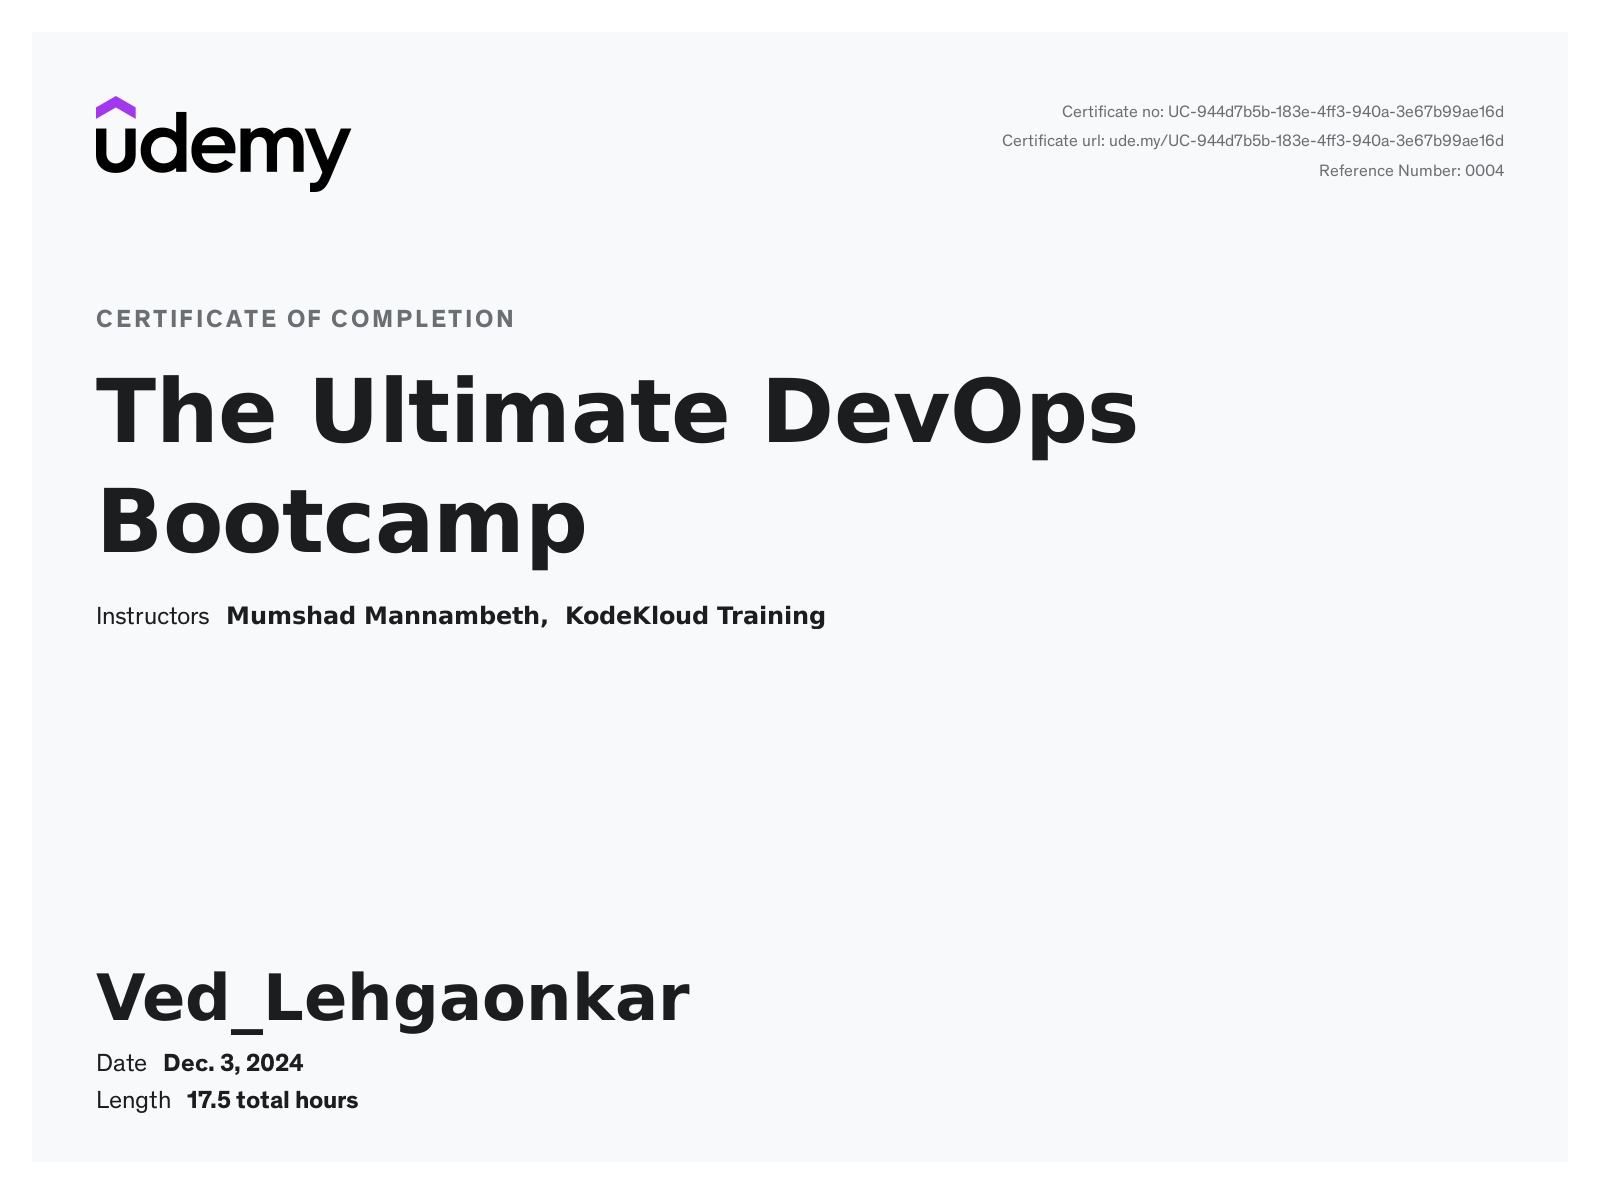 udemy
Certificate no: UC-944d7b5b-183e-4ff3-940a-3e67b99ae16d
Certificate url: ude.my/UC-944d7b5b-183e-4ff3-940a-3e67b99ae16d
Reference Number: 0004
CERTIFICATE OF COMPLETION
The Ultimate DevOps
Bootcamp
Instructors Mumshad Mannambeth, KodeKloud Training
Ved_Lehgaonkar
Date Dec. 3, 2024
Length 17.5 total hours